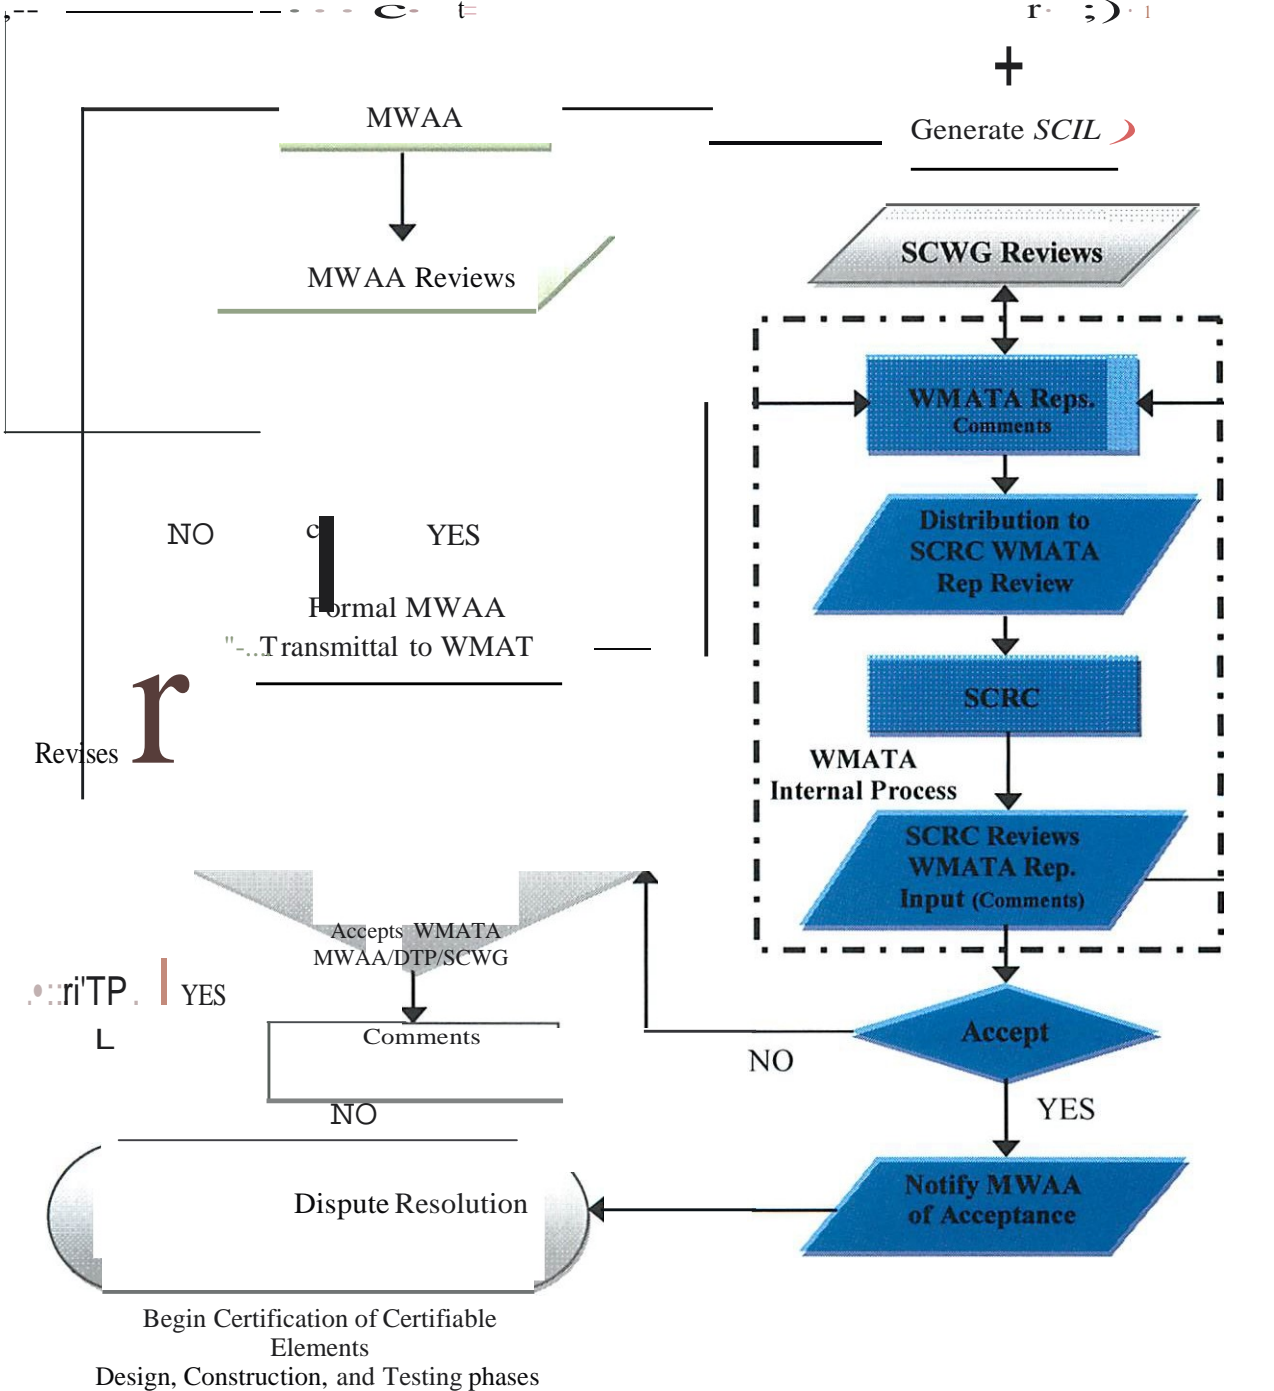 MWAA
Generate SCIL
MWAA Reviews
SCWG Reviews
WMATA Reps.
Comments
Distribution to
SCRC WMATA
Rep Review
NO
YES
Formal MWAA
Transmittal to WMAT
SCRC
Revises
WMATA
Internal Process
SCRC Reviews
WMATA Rep.
Input (Comments)
Accepts WMATA
MWAA/DTP/SCWG
YES
Comments
NO
Accept
NO
YES
Notify MWAA
of Acceptance
Dispute Resolution
Begin Certification of Certifiable
Elements
Design, Construction, and Testing phases